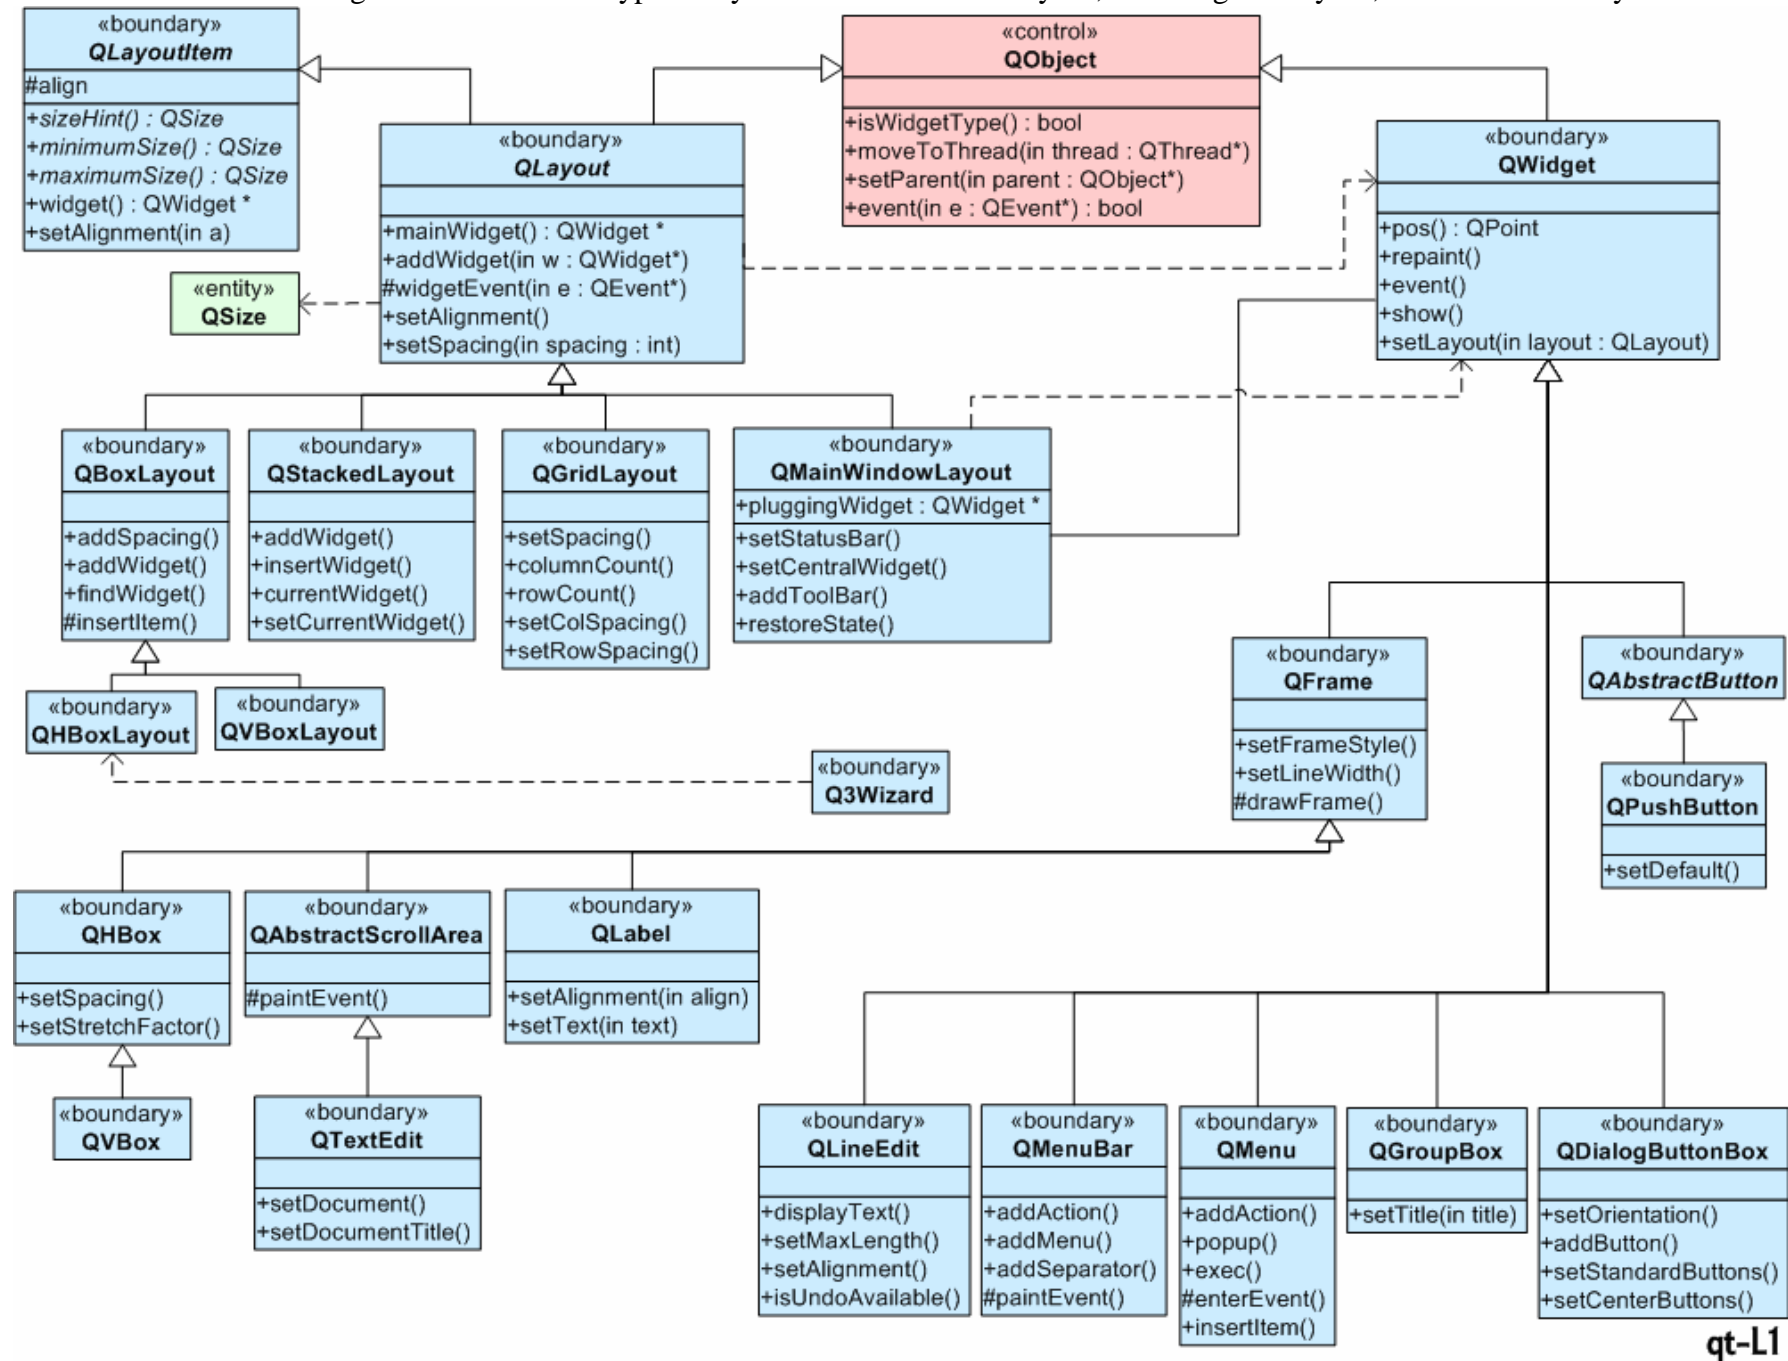 «boundary»
QLayoutItem
#align
+sizeHint() : QSize
+minimumSize() : QSize
+maximumSize() : QSize
+widget() : QWidget *
+setAlignment(in a)
«control»
QObject
+isWidgetType() : bool
+moveToThread(in thread : QThread*)
+setParent(in parent : QObject*)
+event(in e : QEvent*) : bool
«boundary»
QLayout
+mainWidget() : QWidget *
+addWidget(in w : QWidget*)
#widgetEvent(in e : QEvent*)
+setAlignment()
+setSpacing(in spacing : int)
«boundary»
QWidget
+pos() : QPoint
+repaint()
+event()
+show()
+setLayout(in layout : QLayout)
«entity»
QSize
«boundary»
QBoxLayout
+addSpacing()
+addWidget()
+findWidget()
#insertItem()
«boundary»
QStackedLayout
+addWidget()
+insertWidget()
+currentWidget()
+setCurrentWidget()
«boundary»
QGridLayout
+setSpacing()
+columnCount()
+rowCount()
+setColSpacing()
+setRowSpacing()
«boundary»
QMainWindowLayout
+pluggingWidget : QWidget *
+setStatusBar()
+setCentralWidget()
+addToolBar()
+restoreState()
«boundary»
QHBoxLayout
«boundary»
QVBoxLayout
«boundary»
Q3Wizard
«boundary»
QFrame
+setFrameStyle()
+setLineWidth()
#drawFrame()
«boundary»
QAbstractButton
«boundary»
QPushButton
+setDefault()
«boundary»
QHBox
+setSpacing()
+setStretchFactor()
«boundary»
QAbstractScrollArea
#paintEvent()
«boundary»
QLabel
+setAlignment(in align)
+setText(in text)
«boundary»
QVBox
«boundary»
QTextEdit
+setDocument()
+setDocumentTitle()
«boundary»
QLineEdit
+displayText()
+setMaxLength()
+setAlignment()
+isUndoAvailable()
«boundary»
QMenuBar
+addAction()
+addMenu()
+addSeparator()
#paintEvent()
«boundary»
QMenu
+addAction()
+popup()
+exec()
#enterEvent()
+insertItem()
«boundary»
QGroupBox
+setTitle(in title)
«boundary»
QDialogButtonBox
+setOrientation()
+addButton()
+setStandardButtons()
+setCenterButtons()
qt-L1